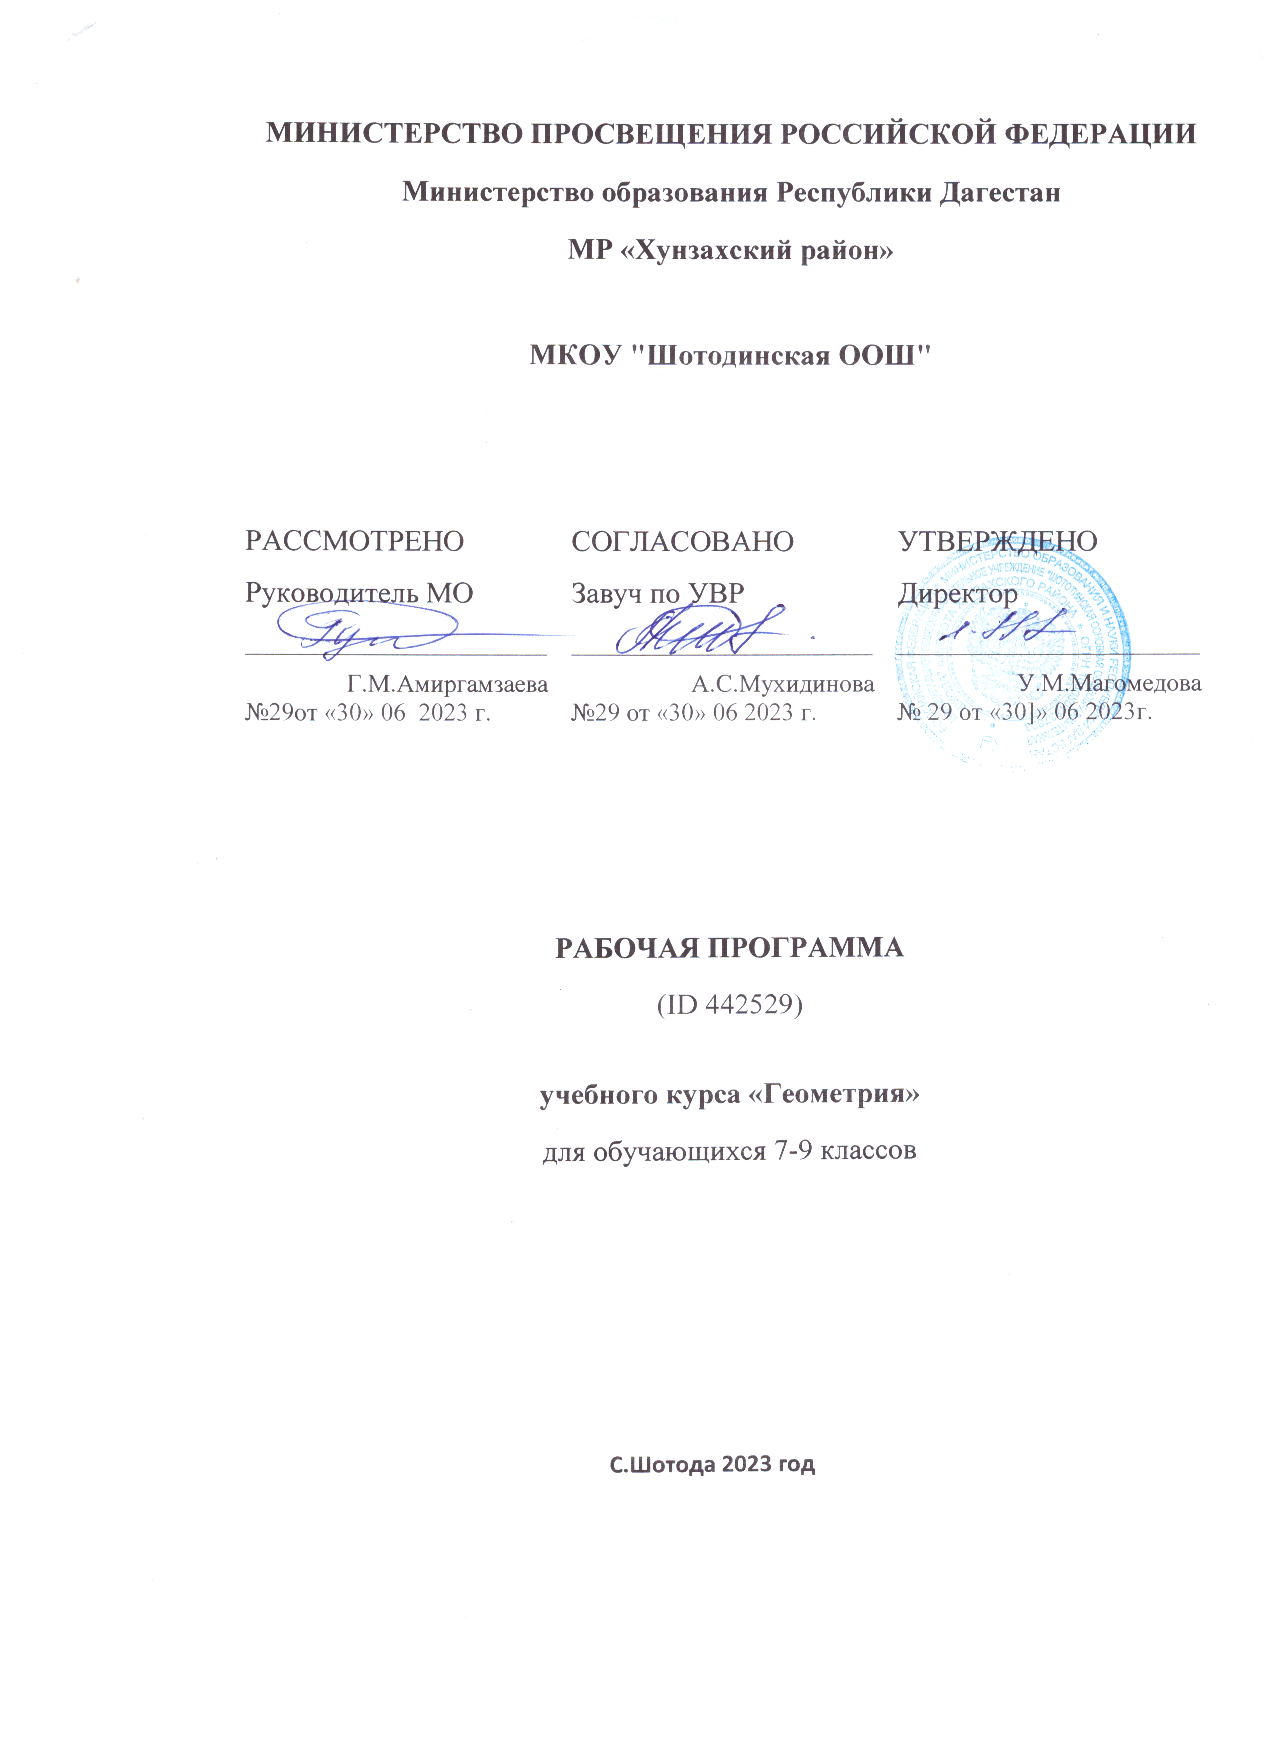 МИНИСТЕРСТВО ПРОСВЕЩЕНИЯ РОССИЙСКОЙ ФЕДЕРАЦИИ
Министерство образования Республики Дагестан
МР «Хунзахский район»
МКОУ "Шотодинская ООШ"
РАССМОТРЕНО
Руководитель МО
Г.М.Амиргамзаева
№29от «30» 06 2023 г.
СОГЛАСОВАНО
Завуч по УВР
А.С.Мухидинова
№29 от «30» 06 2023 г.
УТВЕРЖДЕНО
Директор
У.М.Магомедова
№ 29 от «30]» 06 2023г.
РАБОЧАЯ ПРОГРАММА
(ID 442529)
учебного курса «Геометрия»
для обучающихся 7-9 классов
С.Шотода 2023 год